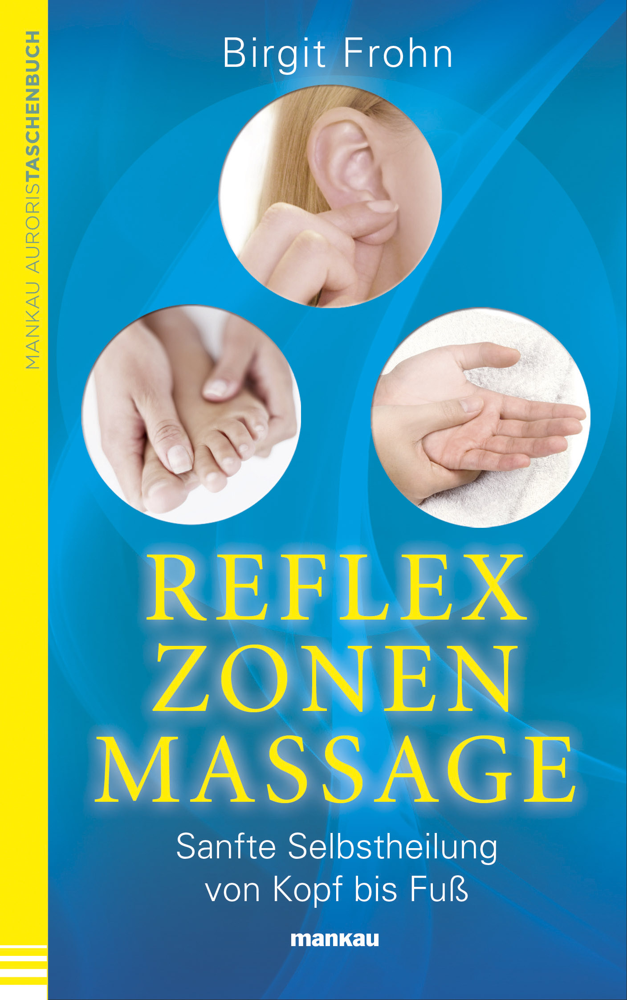 MANKAU AURORISTASCHENBUCH
Birgit Frohn
REFLEX
ZONEN
MASSAGE
Sanfte Selbstheilung
von Kopf bis Fuß
mankau